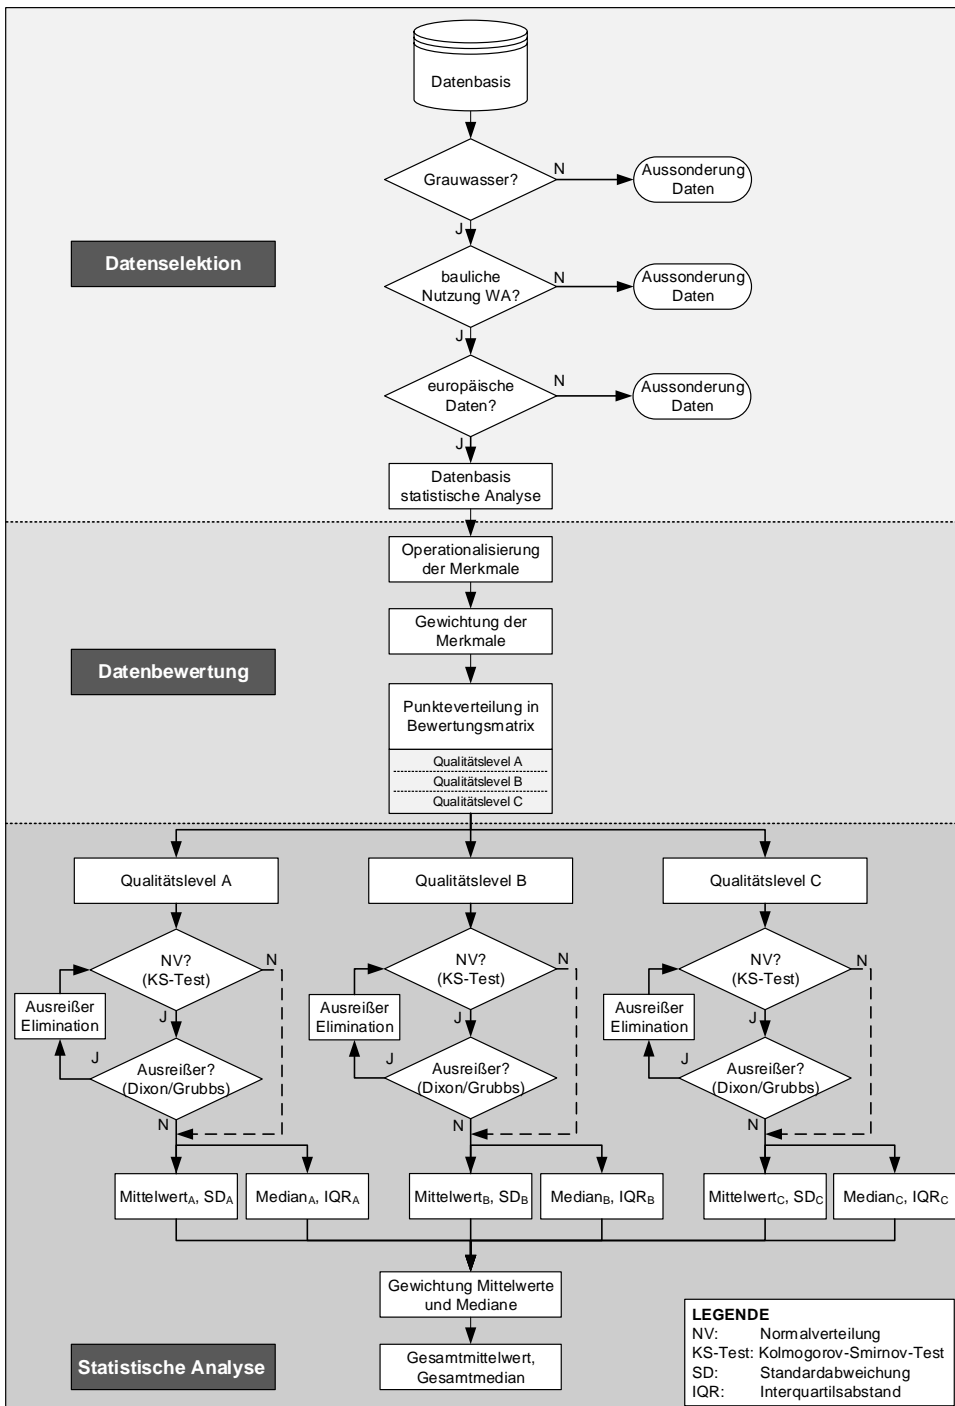 Datenbasis
Grauwasser?
N
Aussonderung
Daten
J
Datenselektion
bauliche
Nutzung WA?
N
Aussonderung
Daten
J
europäische
Daten?
N
Aussonderung
Daten
J
Datenbasis
statistische Analyse
Operationalisierung
der Merkmale
Gewichtung der
Merkmale
Datenbewertung
Punkteverteilung in
Bewertungsmatrix
Qualitätslevel A
Qualitätslevel B
Qualitätslevel C
Qualitätslevel A
Qualitätslevel B
Qualitätslevel C
NV?
(KS-Test)
N
Ausreißer
Elimination
J
J
Ausreißer?
(Dixon/Grubbs)
N
NV?
(KS-Test)
N
Ausreißer
Elimination
J
J
Ausreißer?
(Dixon/Grubbs)
N
NV?
(KS-Test)
N
Ausreißer
Elimination
J
J
Ausreißer?
(Dixon/Grubbs)
N
MittelwertA, SDA
MedianA, IQRA
MittelwertB, SDB
MedianB, IQRB
MittelwertC, SDC
MedianC, IQRC
Gewichtung Mittelwerte
und Mediane
Statistische Analyse
Gesamtmittelwert,
Gesamtmedian
LEGENDE
NV: Normalverteilung
KS-Test: Kolmogorov-Smirnov-Test
SD: Standardabweichung
IQR: Interquartilsabstand